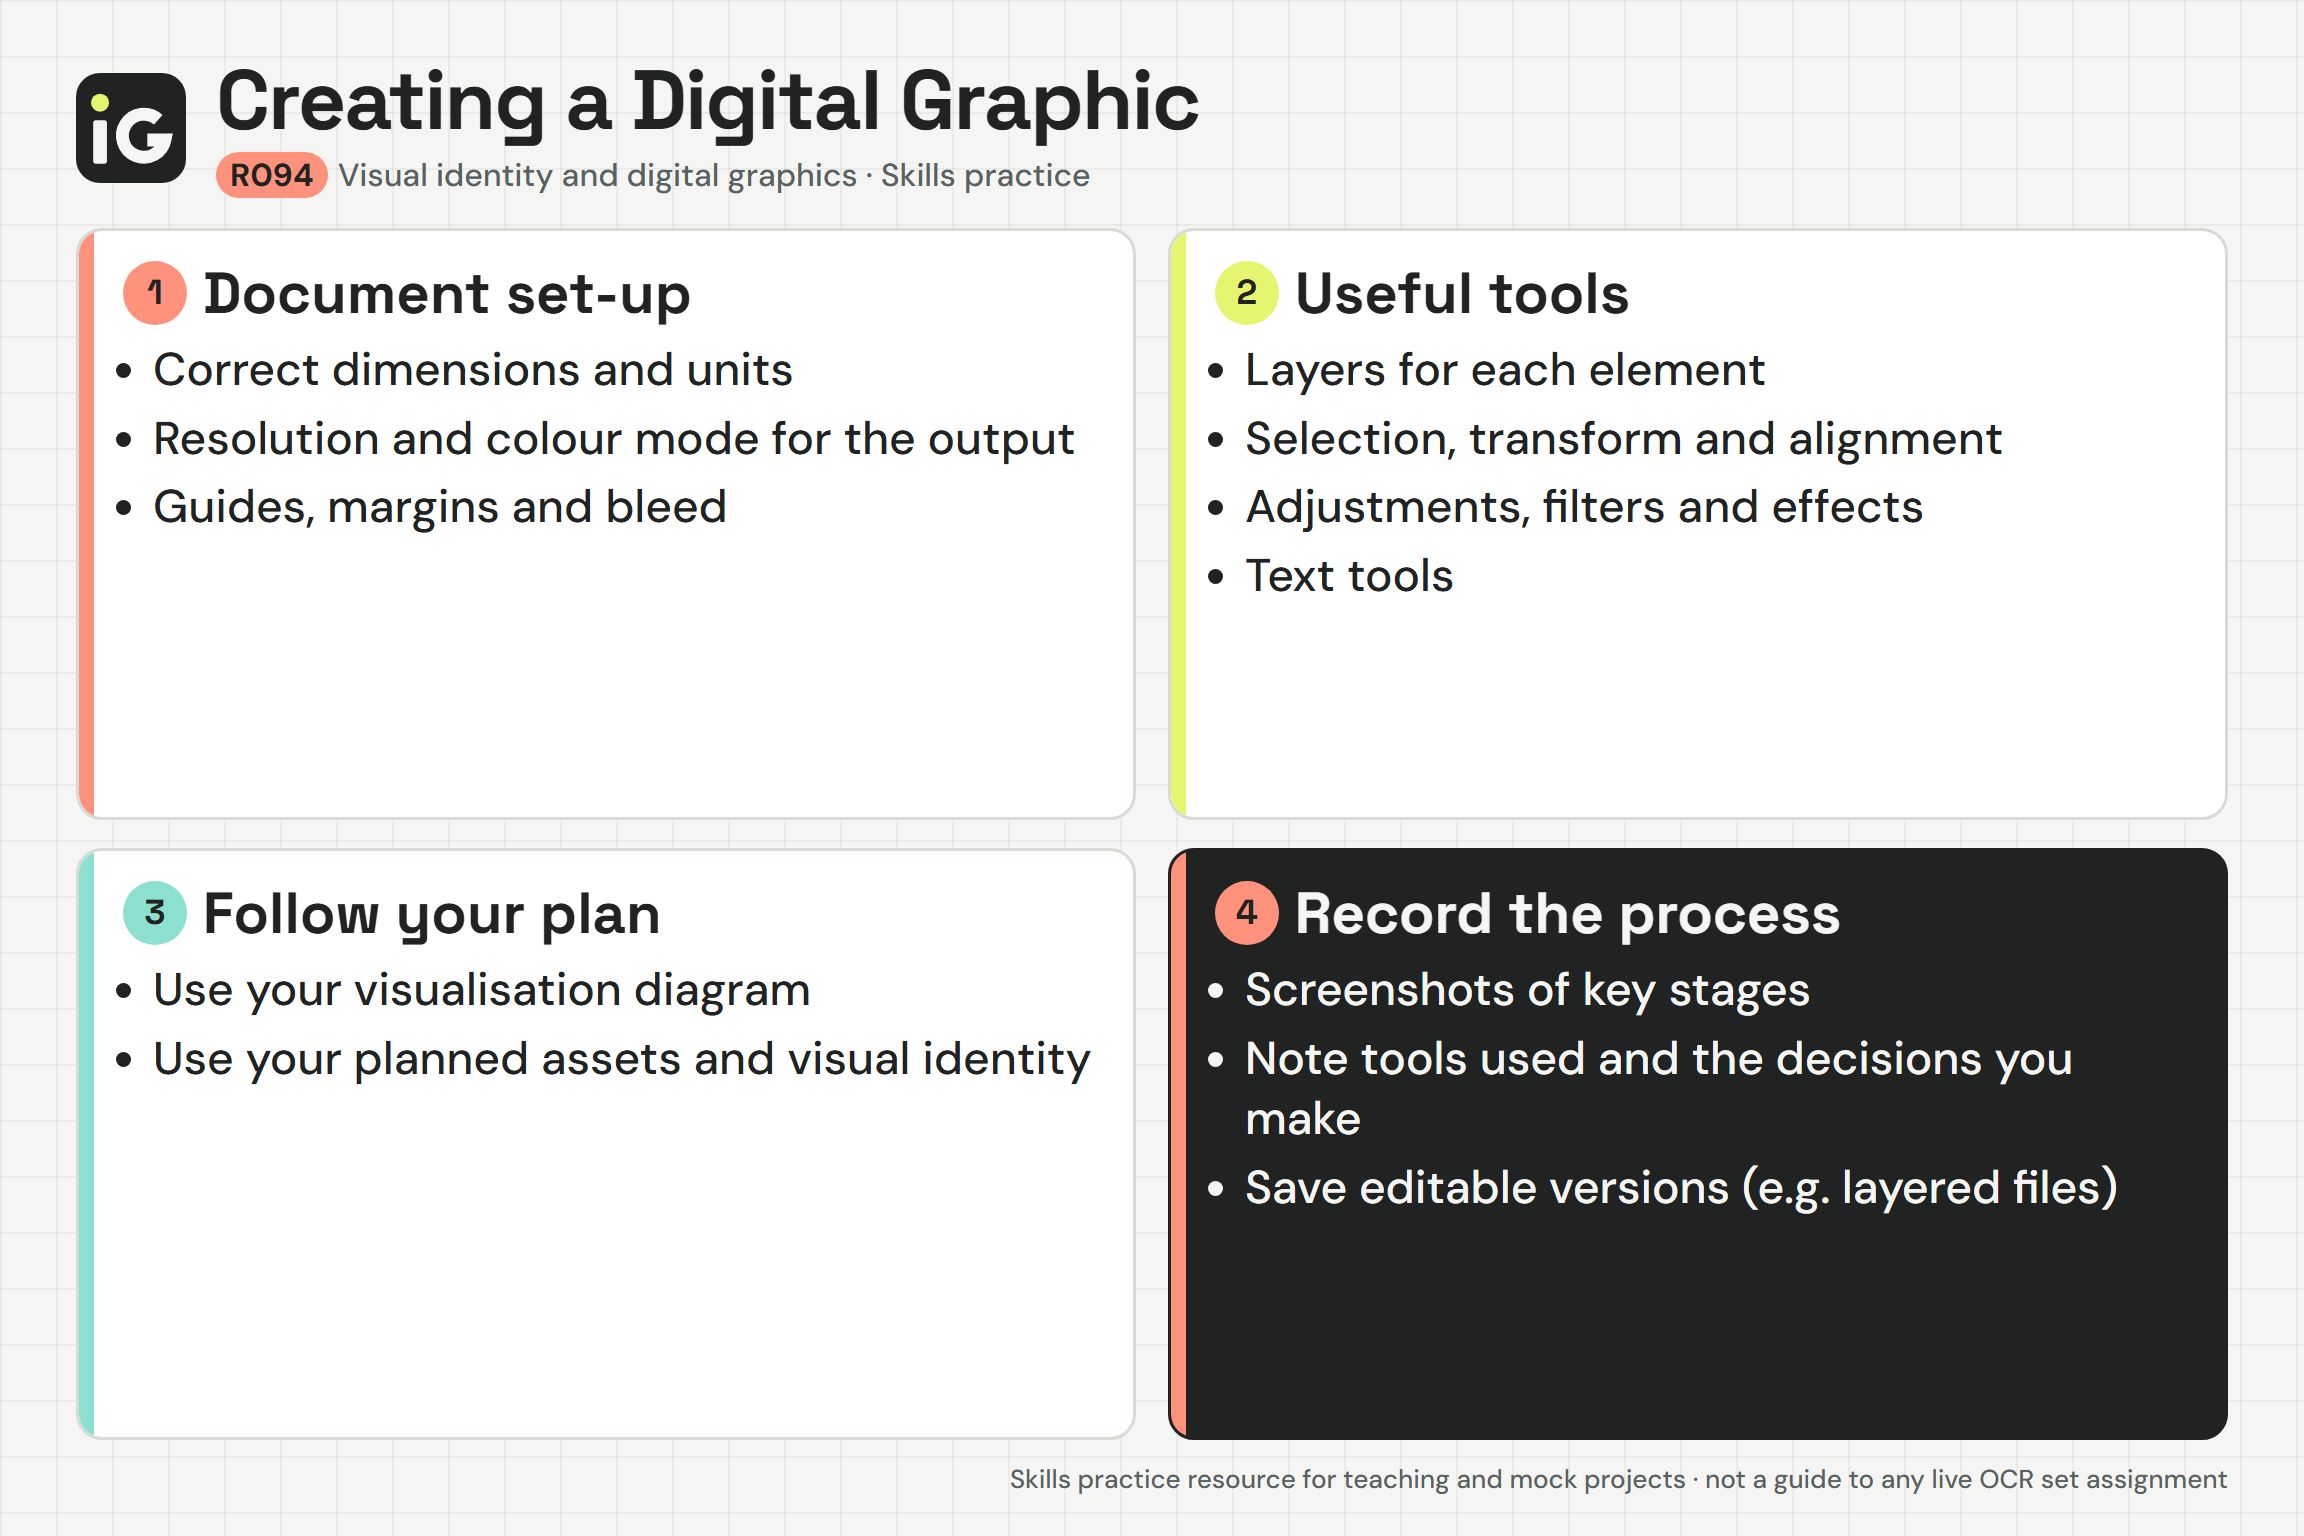 iG
Creating a Digital Graphic
R094 Visual identity and digital graphics · Skills practice
1 Document set-up
• Correct dimensions and units
• Resolution and colour mode for the output
• Guides, margins and bleed
2 Useful tools
• Layers for each element
• Selection, transform and alignment
• Adjustments, filters and effects
• Text tools
3 Follow your plan
• Use your visualisation diagram
• Use your planned assets and visual identity
4 Record the process
• Screenshots of key stages
• Note tools used and the decisions you
make
• Save editable versions (e.g. layered files)
Skills practice resource for teaching and mock projects · not a guide to any live OCR set assignment